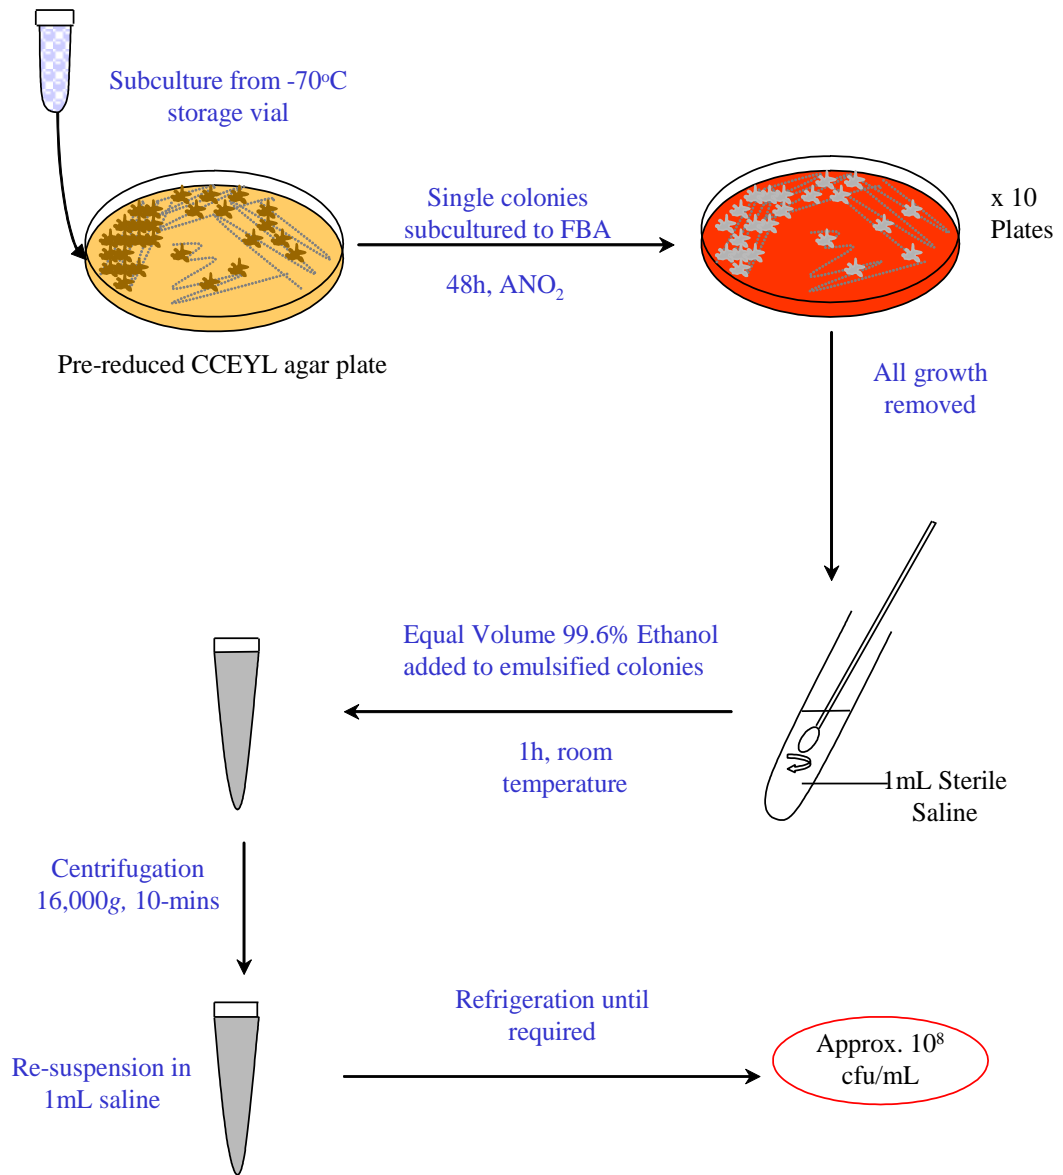 Subculture from -70ºC
storage vial
Single colonies
subcultured to FBA
48h, ANO₂
x 10
Plates
Pre-reduced CCEYL agar plate
All growth
removed
Equal Volume 99.6% Ethanol
added to emulsified colonies
1h, room
temperature
1mL Sterile
Saline
Centrifugation
16,000g, 10-mins
Refrigeration until
required
Re-suspension in
1mL saline
Approx. 10⁸
cfu/mL